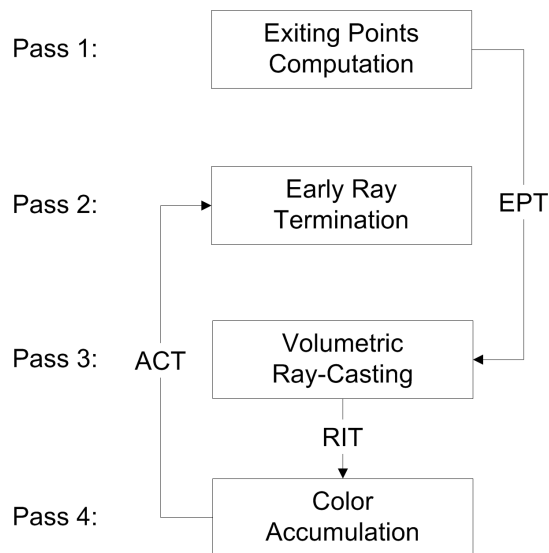 Pass 1:
Exiting Points
Computation
Pass 2:
Early Ray
Termination
EPT
Pass 3:
ACT
Volumetric
Ray-Casting
RIT
Pass 4:
Color
Accumulation